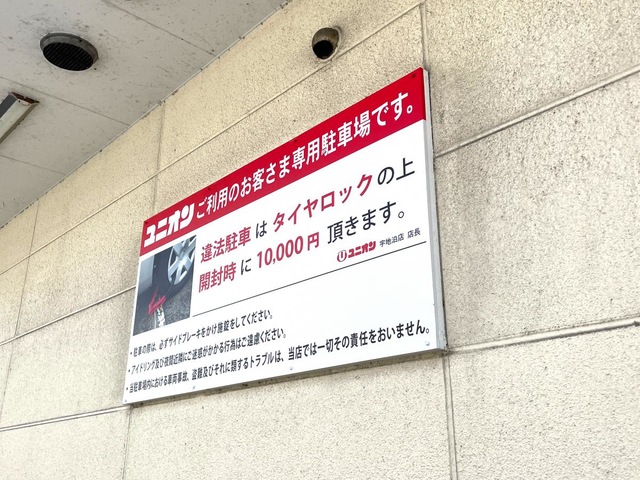 ユニオン ご利用のお客さま専用駐車場です。
違法駐車 は タイヤロック の上
開封時 に 10,000円 頂きます。
ユニオン 宇地泊店 店長
・駐車の際は、必ずサイドブレーキをかけ施錠をしてください。
・アイドリング及び夜間近隣にご迷惑がかかる行為はご遠慮ください。
・当駐車場内における車両事故、盗難及びそれに類するトラブルは、当店では一切その責任をおいません。